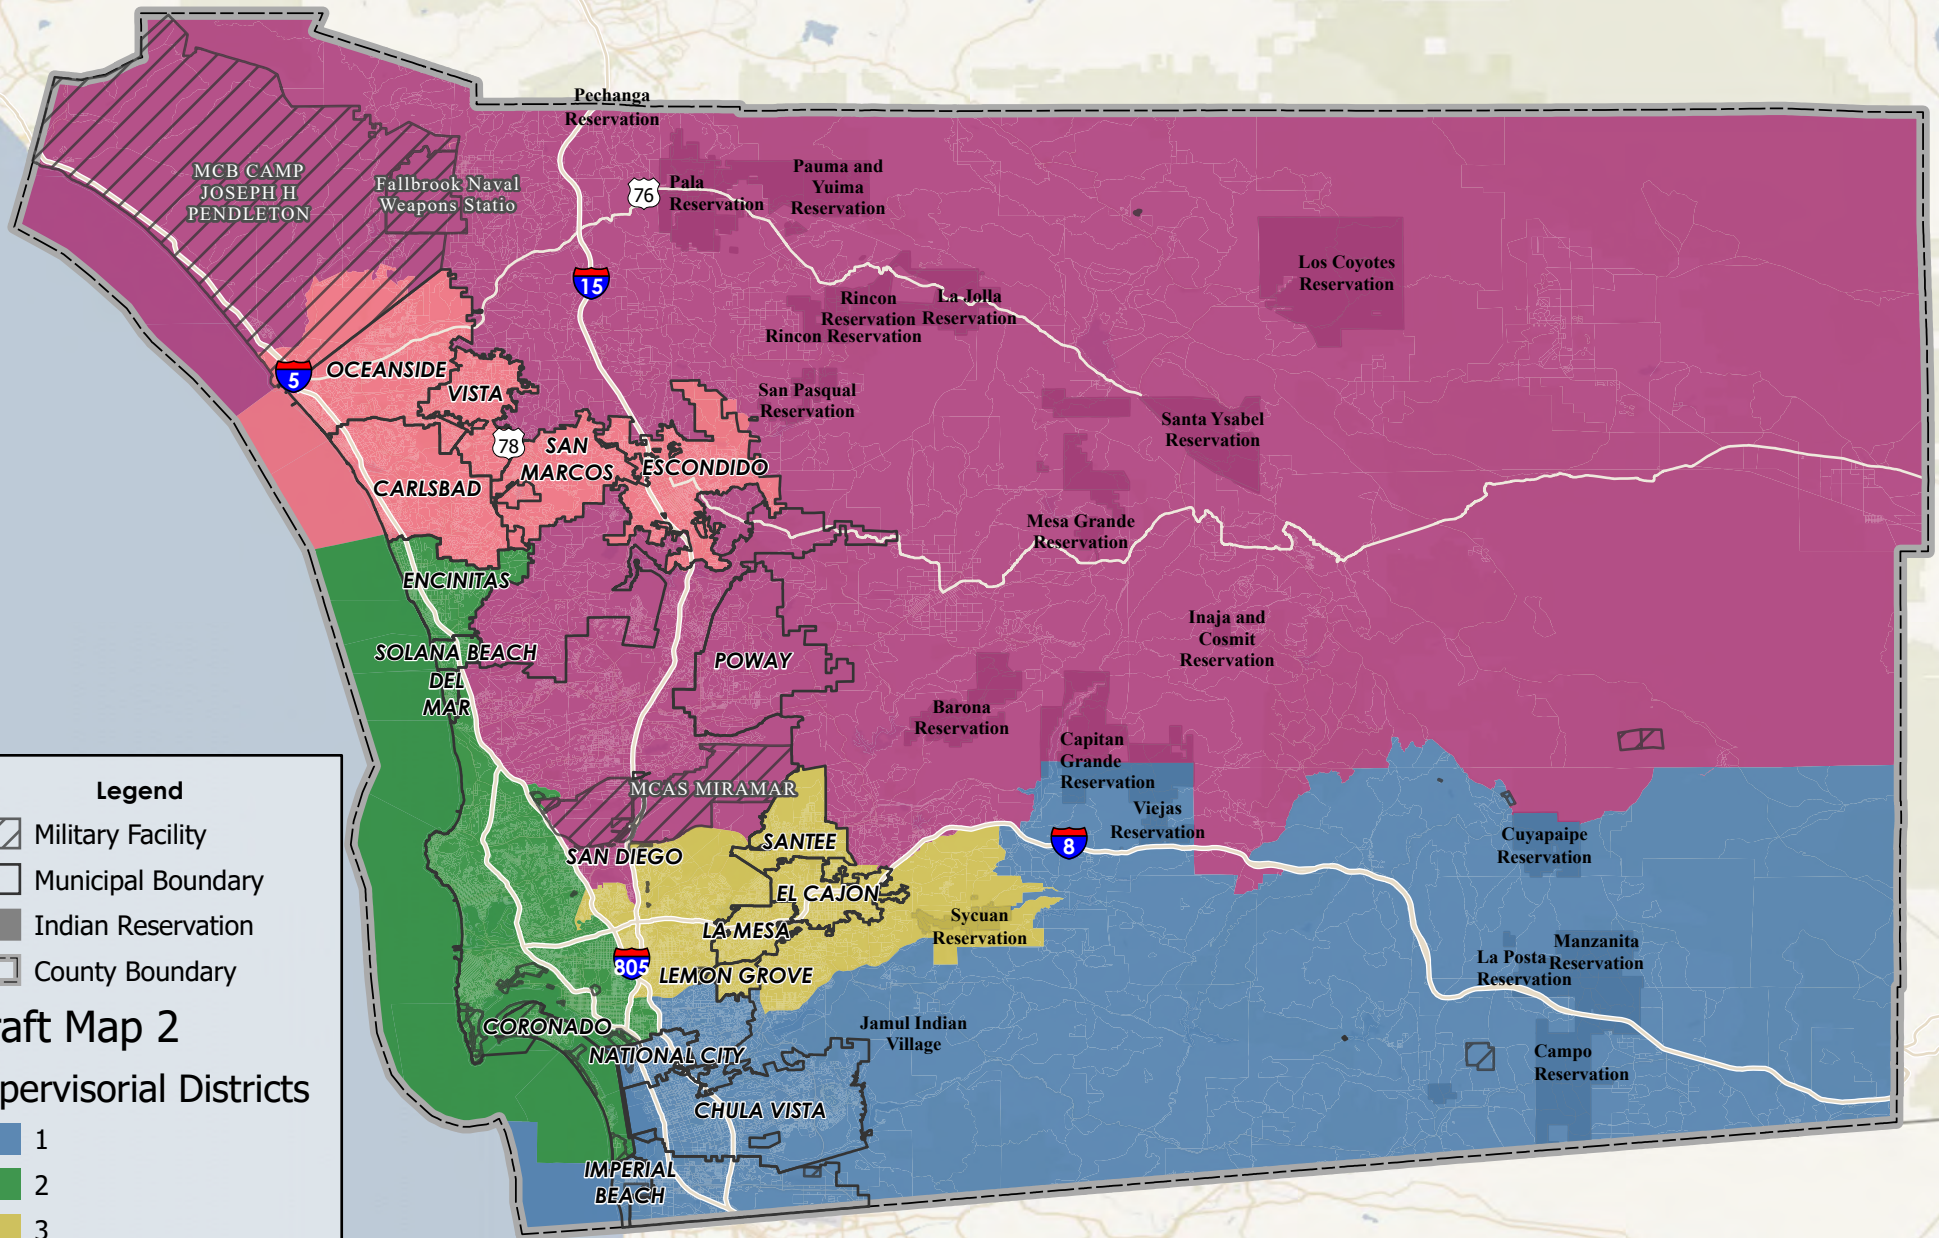 Pechanga
Reservation
MCB CAMP
JOSEPH H
PENDLETON
Fallbrook Naval
Weapons Statio
76
Pala
Reservation
Pauma and
Yuima
Reservation
15
Los Coyotes
Reservation
Rincon
Reservation
La Jolla
Reservation
Rincon Reservation
5
OCEANSIDE
VISTA
San Pasqual
Reservation
Santa Ysabel
Reservation
78
SAN
MARCOS
ESCONDIDO
CARLSBAD
Mesa Grande
Reservation
ENCINITAS
Inaja and
Cosmit
Reservation
SOLANA BEACH
DEL
MAR
POWAY
Barona
Reservation
Capitan
Grande
Reservation
MCAS MIRAMAR
Viejas
Reservation
8
SAN DIEGO
SANTEE
Cuyapaipe
Reservation
EL CAJON
LA MESA
Sycuan
Reservation
805
LEMON GROVE
La Posta
Reservation
Manzanita
Reservation
CORONADO
Jamul Indian
Village
NATIONAL CITY
Campo
Reservation
CHULA VISTA
IMPERIAL
BEACH
Legend
Military Facility
Municipal Boundary
Indian Reservation
County Boundary
raft Map 2
pervisorial Districts
1
2
3